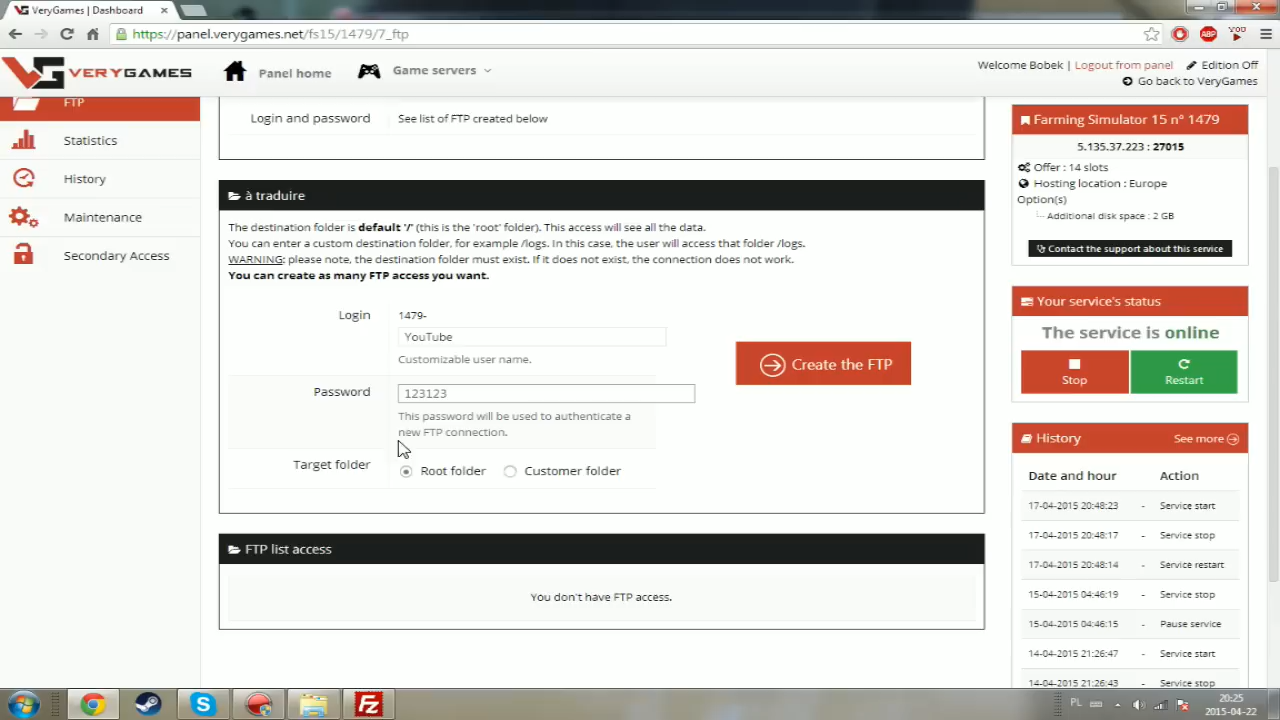 VeryGames | Dashboard
https://panel.verygames.net/fs15/1479/7_ftp
VERYGAMES
Panel home
Game servers
Welcome Bobek | Logout from panel
Edition Off
Go back to VeryGames
FTP
Statistics
History
Maintenance
Secondary Access
Login and password
See list of FTP created below
à traduire
The destination folder is default '/' (this is the 'root' folder). This access will see all the data.
You can enter a custom destination folder, for example /logs. In this case, the user will access that folder /logs.
WARNING: please note, the destination folder must exist. If it does not exist, the connection does not work.
You can create as many FTP access you want.
Login
1479-
YouTube
Customizable user name.
Password
123123
This password will be used to authenticate a
new FTP connection.
Target folder
Root folder
Customer folder
Create the FTP
FTP list access
You don't have FTP access.
Farming Simulator 15 n° 1479
5.135.37.223 : 27015
Offer : 14 slots
Hosting location : Europe
Option(s)
Additional disk space : 2 GB
Contact the support about this service
Your service's status
The service is online
Stop
Restart
History
See more
Date and hour
Action
17-04-2015 20:48:23 - Service start
17-04-2015 20:48:17 - Service stop
17-04-2015 20:48:14 - Service restart
15-04-2015 04:46:19 - Service stop
15-04-2015 04:46:15 - Pause service
14-04-2015 21:26:47 - Service start
14-04-2015 21:26:43 - Service stop
ABP
PL
20:25
2015-04-22